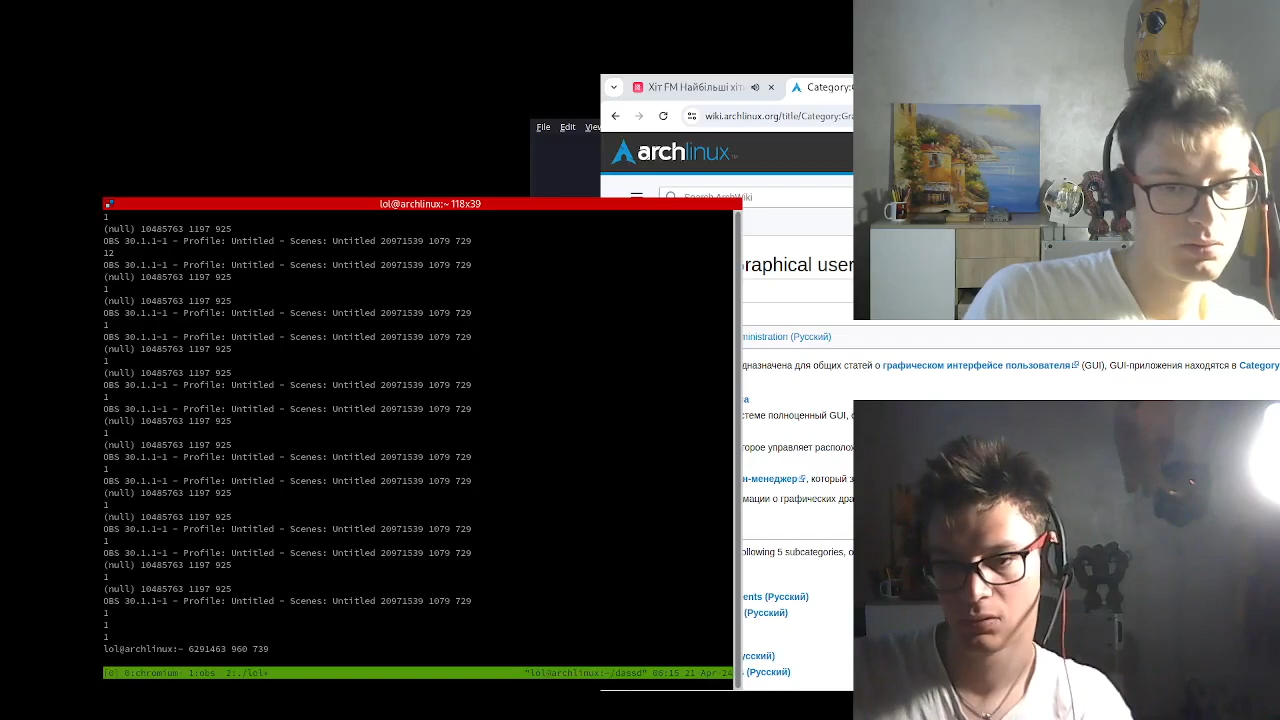 Хіт FM Найбільші хіт
Category:G
wiki.archlinux.org/title/Category:Gra
File Edit View
archlinux
Search ArchWiki
lol@archlinux:~ 118x39
1
(null) 10485763 1197 925
OBS 30.1.1-1 - Profile: Untitled - Scenes: Untitled 20971539 1079 729
12
OBS 30.1.1-1 - Profile: Untitled - Scenes: Untitled 20971539 1079 729
(null) 10485763 1197 925
1
(null) 10485763 1197 925
OBS 30.1.1-1 - Profile: Untitled - Scenes: Untitled 20971539 1079 729
1
OBS 30.1.1-1 - Profile: Untitled - Scenes: Untitled 20971539 1079 729
(null) 10485763 1197 925
1
(null) 10485763 1197 925
OBS 30.1.1-1 - Profile: Untitled - Scenes: Untitled 20971539 1079 729
1
OBS 30.1.1-1 - Profile: Untitled - Scenes: Untitled 20971539 1079 729
(null) 10485763 1197 925
1
(null) 10485763 1197 925
OBS 30.1.1-1 - Profile: Untitled - Scenes: Untitled 20971539 1079 729
1
OBS 30.1.1-1 - Profile: Untitled - Scenes: Untitled 20971539 1079 729
(null) 10485763 1197 925
1
(null) 10485763 1197 925
OBS 30.1.1-1 - Profile: Untitled - Scenes: Untitled 20971539 1079 729
1
OBS 30.1.1-1 - Profile: Untitled - Scenes: Untitled 20971539 1079 729
(null) 10485763 1197 925
1
(null) 10485763 1197 925
OBS 30.1.1-1 - Profile: Untitled - Scenes: Untitled 20971539 1079 729
1
1
1
lol@archlinux:~ 6291463 960 739
[0] 0:chromium- 1:obs 2:./lol* "lol@archlinux:~/dassd" 06:15 21-Apr-24
raphical user
ministration (Русский)
дназначена для общих статей о графическом интерфейсе пользователя (GUI), GUI-приложения находятся в Category
а
стеме полноценный GUI, с
торое управляет располож
н-менеджер, который з
мации о графических дра
ollowing 5 subcategories, o
ents (Русский)
(Русский)
усский)
s (Русский)